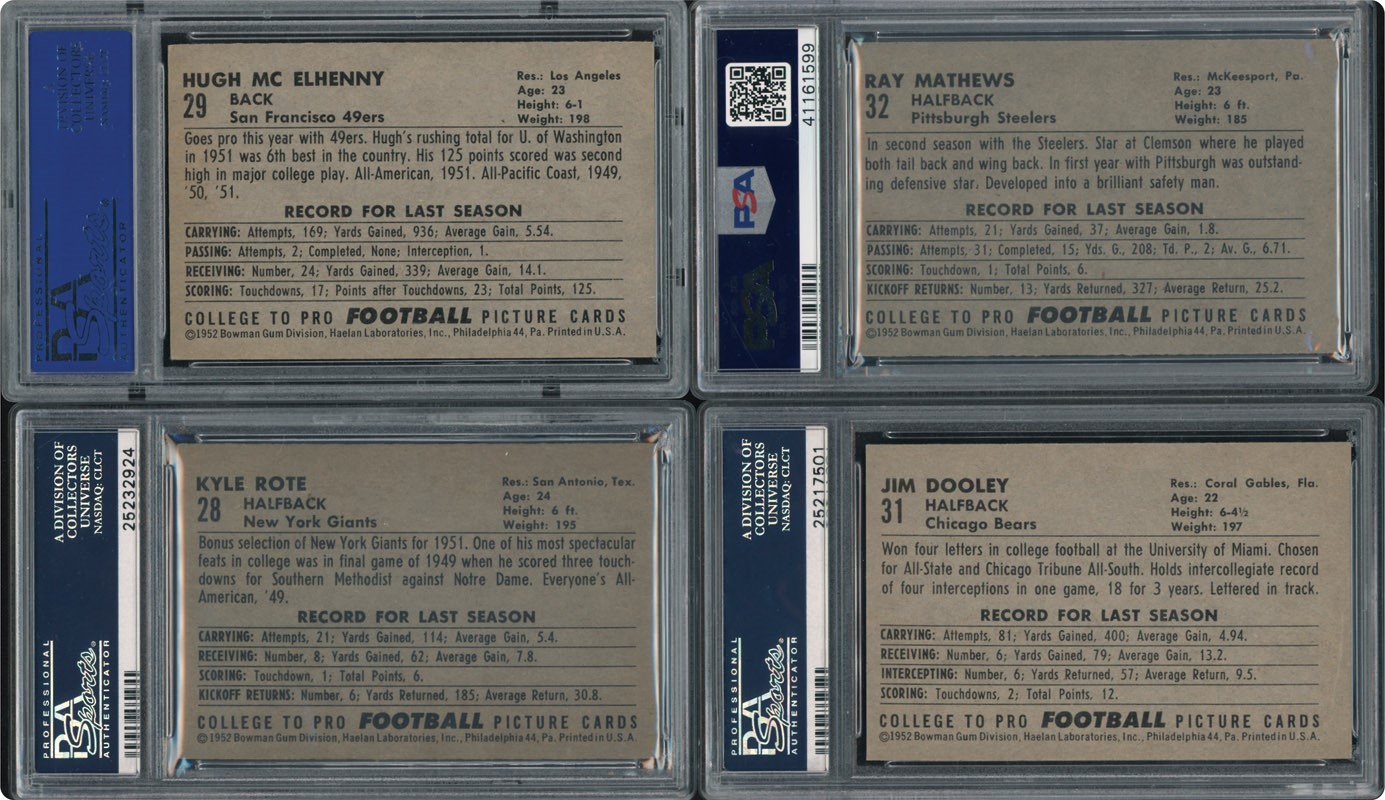 A DIVISION OF
COLLECTORS
UNIVERSE
PROFESSIONAL
PSA
Sports
AUTHENTICATOR
HUGH MC ELHENNY
29 BACK
San Francisco 49ers
Res.: Los Angeles
Age: 23
Height: 6-1
Weight: 198
Goes pro this year with 49ers. Hugh's rushing total for U. of Washington
in 1951 was 6th best in the country. His 125 points scored was second
high in major college play. All-American, 1951. All-Pacific Coast, 1949,
'50, '51.
RECORD FOR LAST SEASON
CARRYING: Attempts, 169; Yards Gained, 936; Average Gain, 5.54.
PASSING: Attempts, 2; Completed, None; Interception, 1.
RECEIVING: Number, 24; Yards Gained, 339; Average Gain, 14.1.
SCORING: Touchdowns, 17; Points after Touchdowns, 23; Total Points, 125.
COLLEGE TO PRO FOOTBALL PICTURE CARDS
©1952 Bowman Gum Division, Haelan Laboratories, Inc., Philadelphia 44, Pa. Printed in U.S.A.
41161599
PSA
PSA
RAY MATHEWS
32 HALFBACK
Pittsburgh Steelers
Res.: McKeesport, Pa.
Age: 23
Height: 6 ft.
Weight: 185
In second season with the Steelers. Star at Clemson where he played
both tail back and wing back. In first year with Pittsburgh was outstand-
ing defensive star. Developed into a brilliant safety man.
RECORD FOR LAST SEASON
CARRYING: Attempts, 21; Yards Gained, 37; Average Gain, 1.8.
PASSING: Attempts, 31; Completed, 15; Yds. G., 208; Td. P., 2; Av. G., 6.71.
SCORING: Touchdown, 1; Total Points, 6.
KICKOFF RETURNS: Number, 13; Yards Returned, 327; Average Return, 25.2.
COLLEGE TO PRO FOOTBALL PICTURE CARDS
©1952 Bowman Gum Division, Haelan Laboratories, Inc., Philadelphia 44, Pa. Printed in U.S.A.
A DIVISION OF
COLLECTORS
UNIVERSE
NASDAQ: CLCT
25232924
PROFESSIONAL
PSA
Sports®
AUTHENTICATOR
KYLE ROTE
28 HALFBACK
New York Giants
Res.: San Antonio, Tex.
Age: 24
Height: 6 ft.
Weight: 195
Bonus selection of New York Giants for 1951. One of his most spectacular
feats in college was in final game of 1949 when he scored three touch-
downs for Southern Methodist against Notre Dame. Everyone's All-
American, '49.
RECORD FOR LAST SEASON
CARRYING: Attempts, 21; Yards Gained, 114; Average Gain, 5.4.
RECEIVING: Number, 8; Yards Gained, 62; Average Gain, 7.8.
SCORING: Touchdown, 1; Total Points, 6.
KICKOFF RETURNS: Number, 6; Yards Returned, 185; Average Return, 30.8.
COLLEGE TO PRO FOOTBALL PICTURE CARDS
©1952 Bowman Gum Division, Haelan Laboratories, Inc., Philadelphia 44, Pa. Printed in U.S.A.
A DIVISION OF
COLLECTORS
UNIVERSE
NASDAQ: CLCT
25217501
PROFESSIONAL
PSA
Sports®
AUTHENTICATOR
JIM DOOLEY
31 HALFBACK
Chicago Bears
Res.: Coral Gables, Fla.
Age: 22
Height: 6-4½
Weight: 197
Won four letters in college football at the University of Miami. Chosen
for All-State and Chicago Tribune All-South. Holds intercollegiate record
of four interceptions in one game, 18 for 3 years. Lettered in track.
RECORD FOR LAST SEASON
CARRYING: Attempts, 81; Yards Gained, 400; Average Gain, 4.94.
RECEIVING: Number, 6; Yards Gained, 79; Average Gain, 13.2.
INTERCEPTING: Number, 6; Yards Returned, 57; Average Return, 9.5.
SCORING: Touchdowns, 2; Total Points, 12.
COLLEGE TO PRO FOOTBALL PICTURE CARDS
©1952 Bowman Gum Division, Haelan Laboratories, Inc., Philadelphia 44, Pa. Printed in U.S.A.